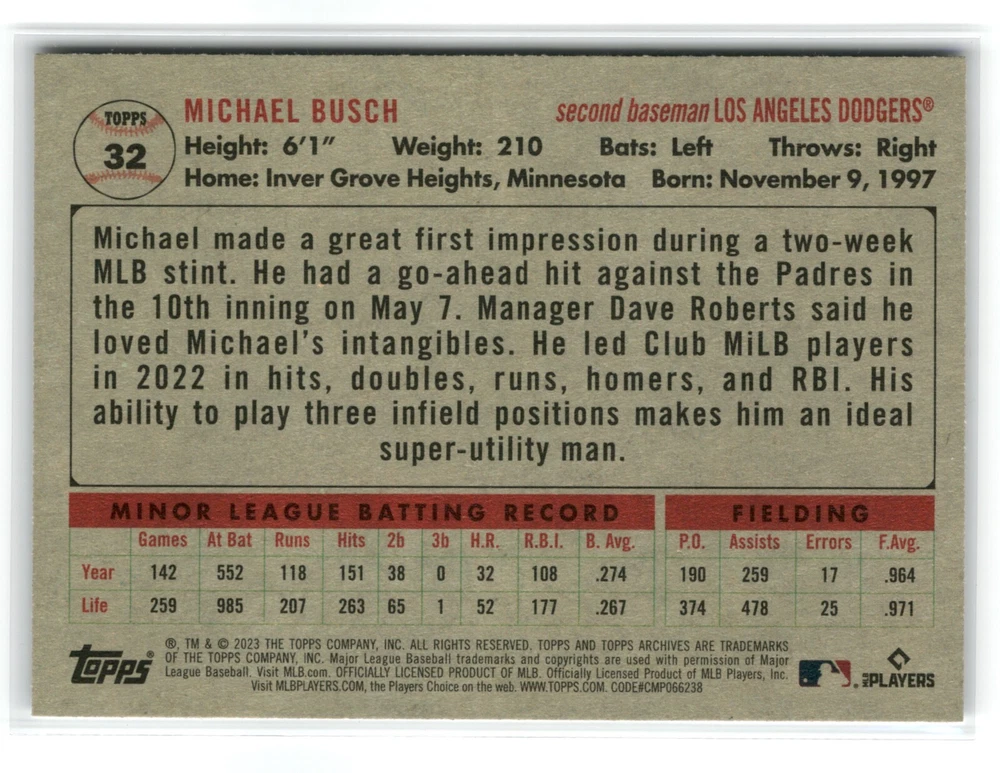 TOPPS
32
MICHAEL BUSCH second baseman LOS ANGELES DODGERS®
Height: 6'1" Weight: 210 Bats: Left Throws: Right
Home: Inver Grove Heights, Minnesota Born: November 9, 1997
Michael made a great first impression during a two-week
MLB stint. He had a go-ahead hit against the Padres in
the 10th inning on May 7. Manager Dave Roberts said he
loved Michael's intangibles. He led Club MiLB players
in 2022 in hits, doubles, runs, homers, and RBI. His
ability to play three infield positions makes him an ideal
super-utility man.
MINOR LEAGUE BATTING RECORD FIELDING
Games At Bat Runs Hits 2b 3b H.R. R.B.I. B. Avg. P.O. Assists Errors F.Avg.
Year 142 552 118 151 38 0 32 108 .274 190 259 17 .964
Life 259 985 207 263 65 1 52 177 .267 374 478 25 .971
topps®
®, TM & © 2023 THE TOPPS COMPANY, INC. ALL RIGHTS RESERVED. TOPPS AND TOPPS ARCHIVES ARE TRADEMARKS
OF THE TOPPS COMPANY, INC. Major League Baseball trademarks and copyrights are used with permission of Major
League Baseball. Visit MLB.com. OFFICIALLY LICENSED PRODUCT OF MLB. Officially Licensed Product of MLB Players, Inc.
Visit MLBPLAYERS.COM, the Players Choice on the web. WWW.TOPPS.COM. CODE#CMP066238
MLB PLAYERS